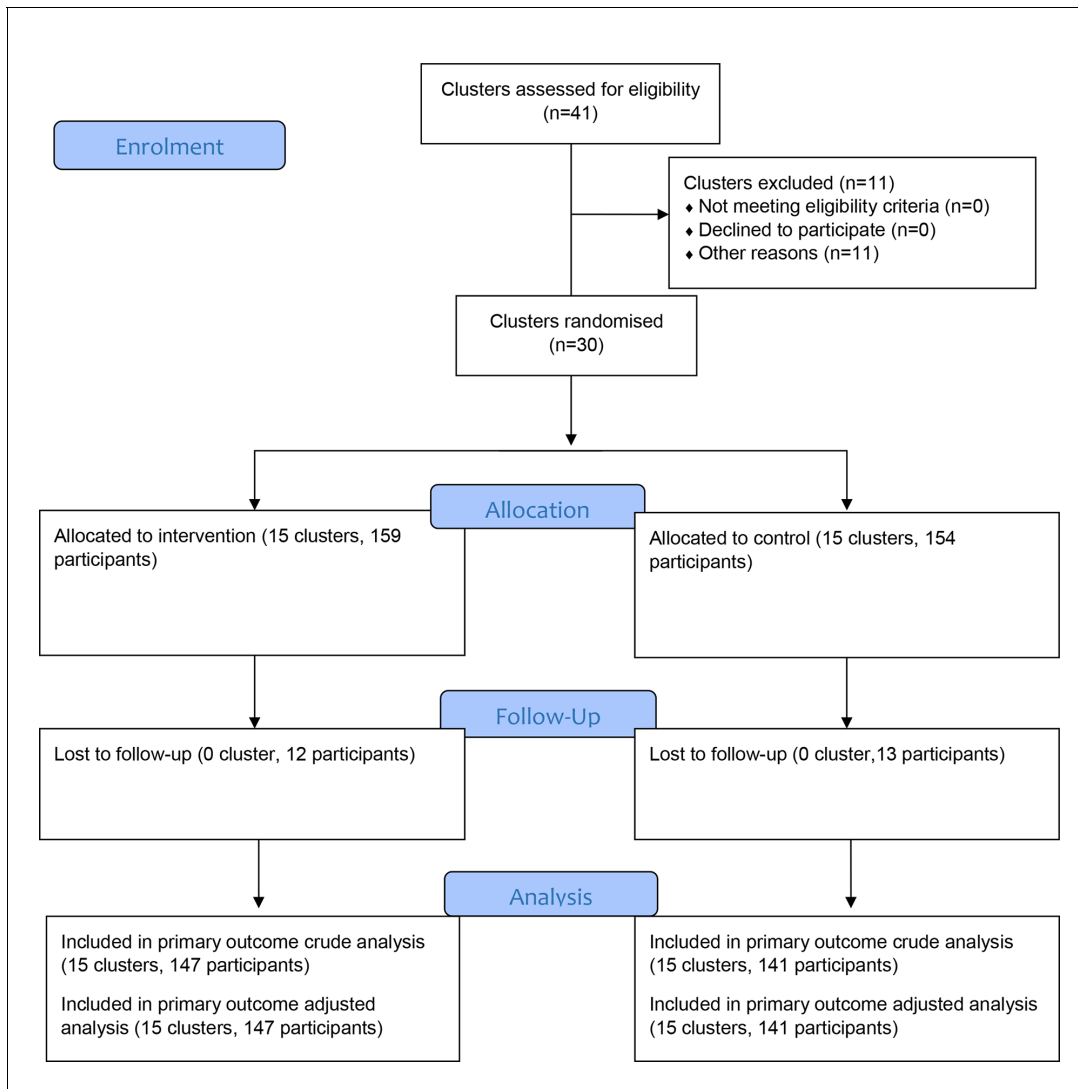 Clusters assessed for eligibility
(n=41)
Enrolment
Clusters excluded (n=11)
♦ Not meeting eligibility criteria (n=0)
♦ Declined to participate (n=0)
♦ Other reasons (n=11)
Clusters randomised
(n=30)
Allocation
Allocated to intervention (15 clusters, 159
participants)
Allocated to control (15 clusters, 154
participants)
Follow-Up
Lost to follow-up (0 cluster, 12 participants)
Lost to follow-up (0 cluster,13 participants)
Analysis
Included in primary outcome crude analysis
(15 clusters, 147 participants)
Included in primary outcome adjusted
analysis (15 clusters, 147 participants)
Included in primary outcome crude analysis
(15 clusters, 141 participants)
Included in primary outcome adjusted analysis
(15 clusters, 141 participants)